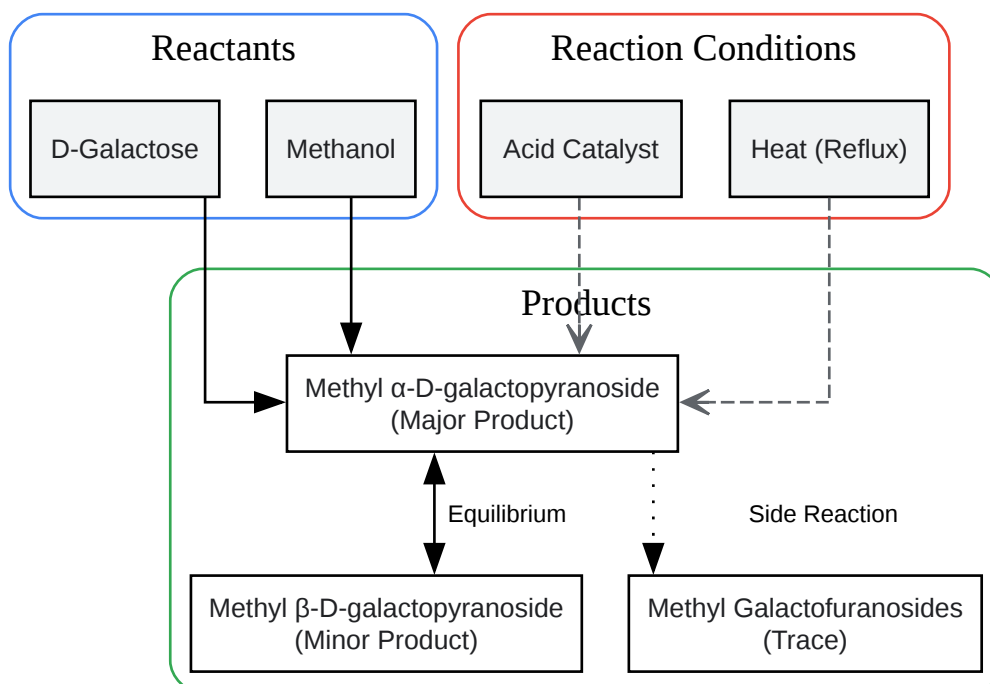 Reactants
Reaction Conditions
D-Galactose
Methanol
Acid Catalyst
Heat (Reflux)
Products
Methyl α-D-galactopyranoside
(Major Product)
Equilibrium
Side Reaction
Methyl β-D-galactopyranoside
(Minor Product)
Methyl Galactofuranosides
(Trace)